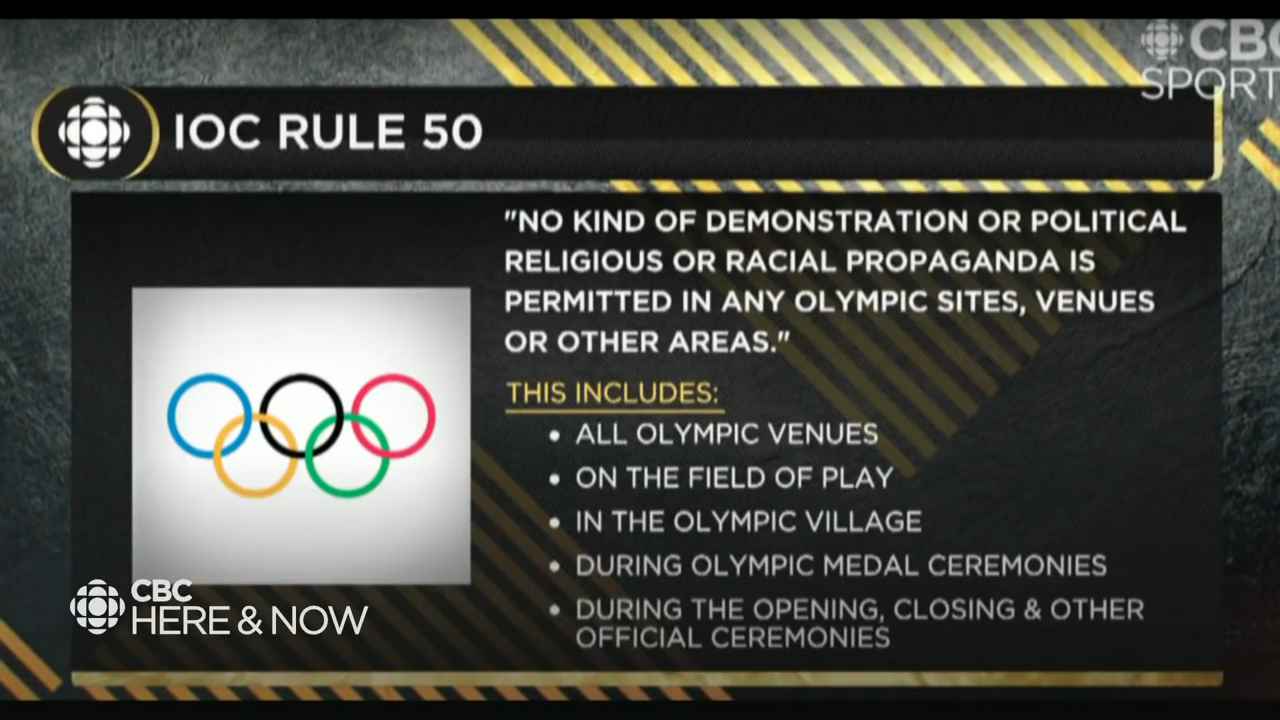 CBC
SPORT
IOC RULE 50
"NO KIND OF DEMONSTRATION OR POLITICAL
RELIGIOUS OR RACIAL PROPAGANDA IS
PERMITTED IN ANY OLYMPIC SITES, VENUES
OR OTHER AREAS."
THIS INCLUDES:
• ALL OLYMPIC VENUES
• ON THE FIELD OF PLAY
• IN THE OLYMPIC VILLAGE
• DURING OLYMPIC MEDAL CEREMONIES
• DURING THE OPENING, CLOSING & OTHER
OFFICIAL CEREMONIES
CBC
HERE & NOW